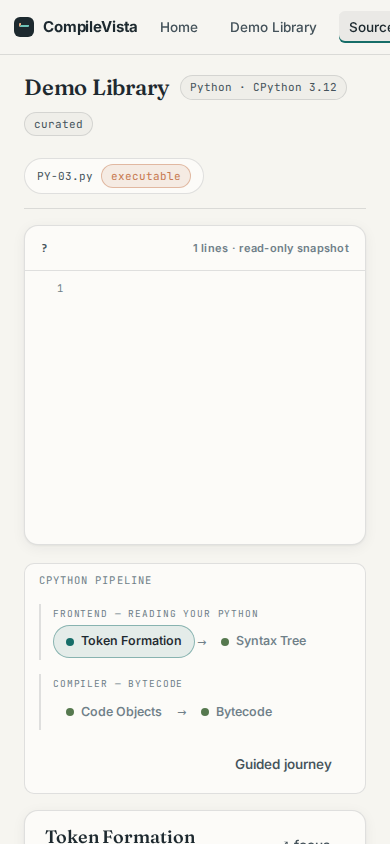 CompileVista Home Demo Library Source
Demo Library Python · CPython 3.12
curated
PY-03.py executable
? 1 lines · read-only snapshot
1
CPYTHON PIPELINE
FRONTEND — READING YOUR PYTHON
Token Formation → Syntax Tree
COMPILER — BYTECODE
Code Objects → Bytecode
Guided journey
Token Formation
focus